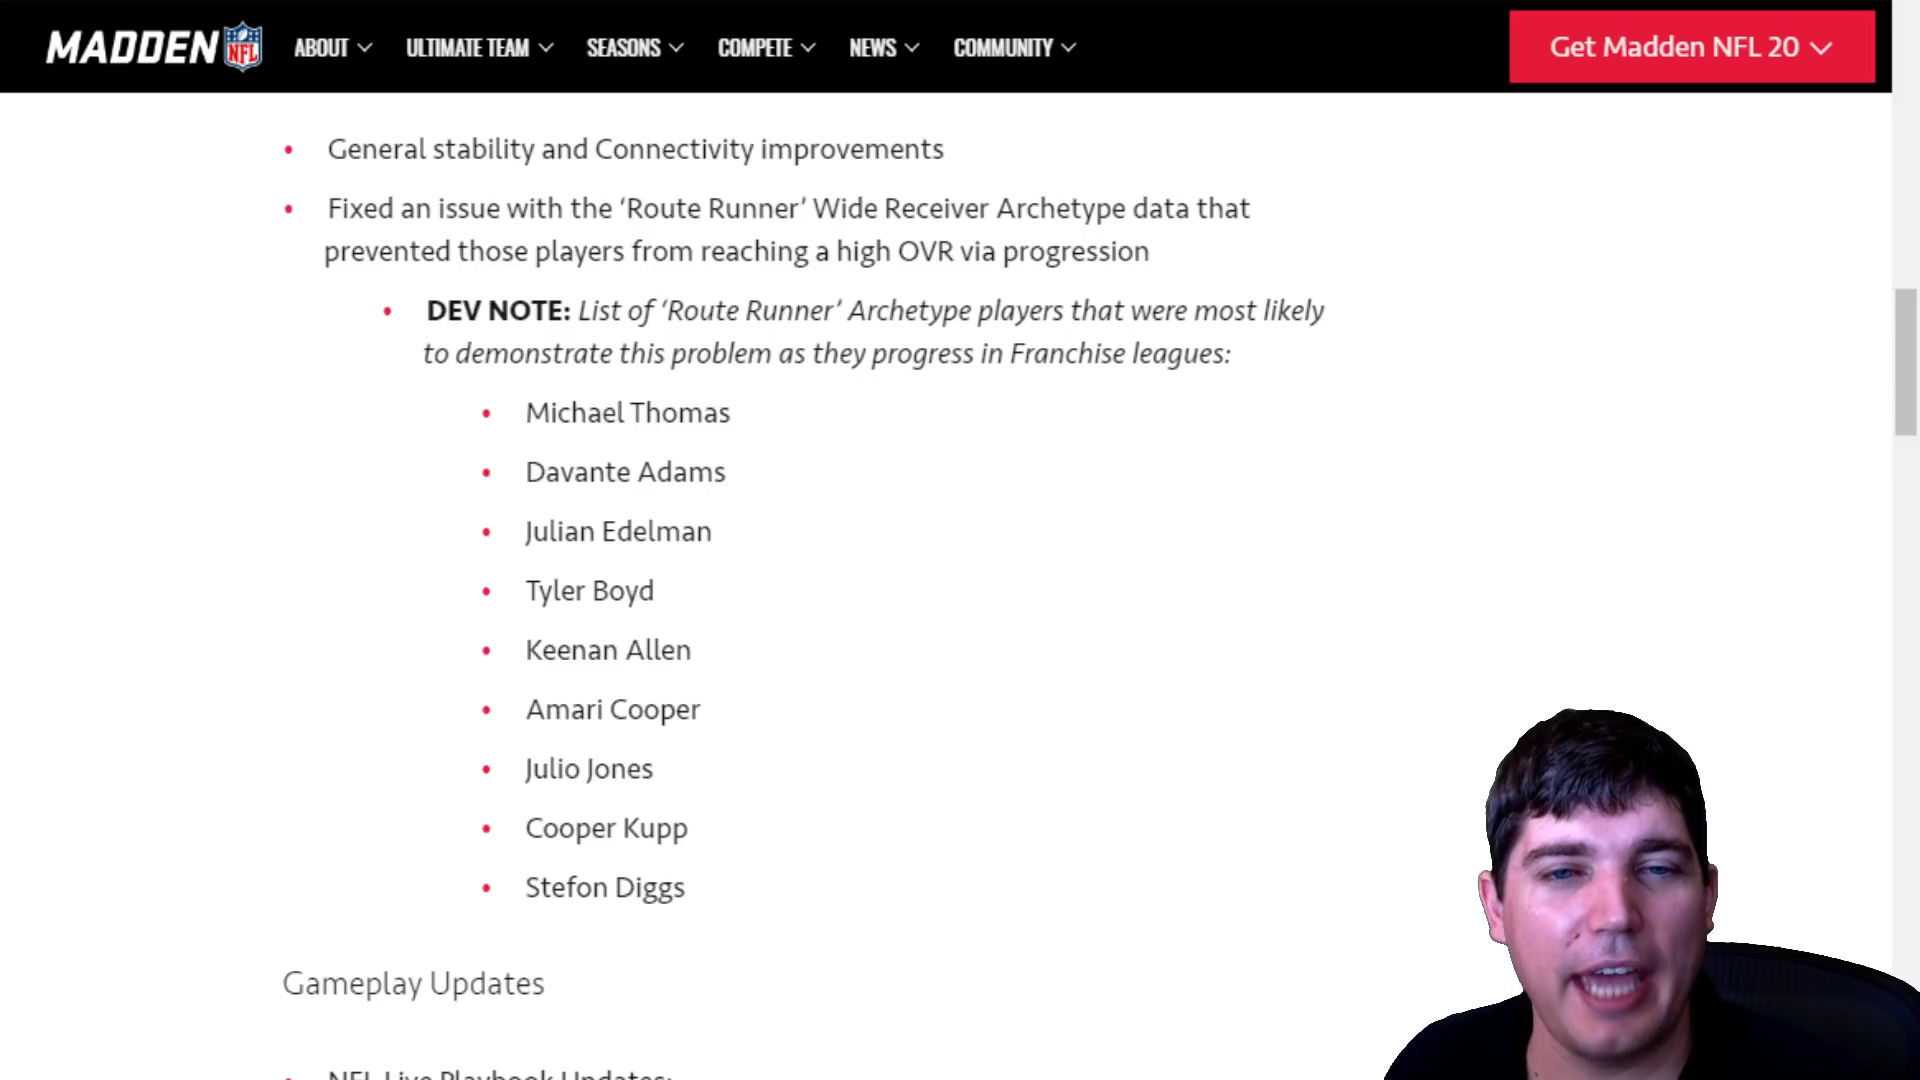 MADDEN NFL ABOUT ULTIMATE TEAM SEASONS COMPETE NEWS COMMUNITY Get Madden NFL 20
• General stability and Connectivity improvements
• Fixed an issue with the ‘Route Runner’ Wide Receiver Archetype data that
prevented those players from reaching a high OVR via progression
• DEV NOTE: List of ‘Route Runner’ Archetype players that were most likely
to demonstrate this problem as they progress in Franchise leagues:
• Michael Thomas
• Davante Adams
• Julian Edelman
• Tyler Boyd
• Keenan Allen
• Amari Cooper
• Julio Jones
• Cooper Kupp
• Stefon Diggs
Gameplay Updates
• NFL Live Playbook Updates: